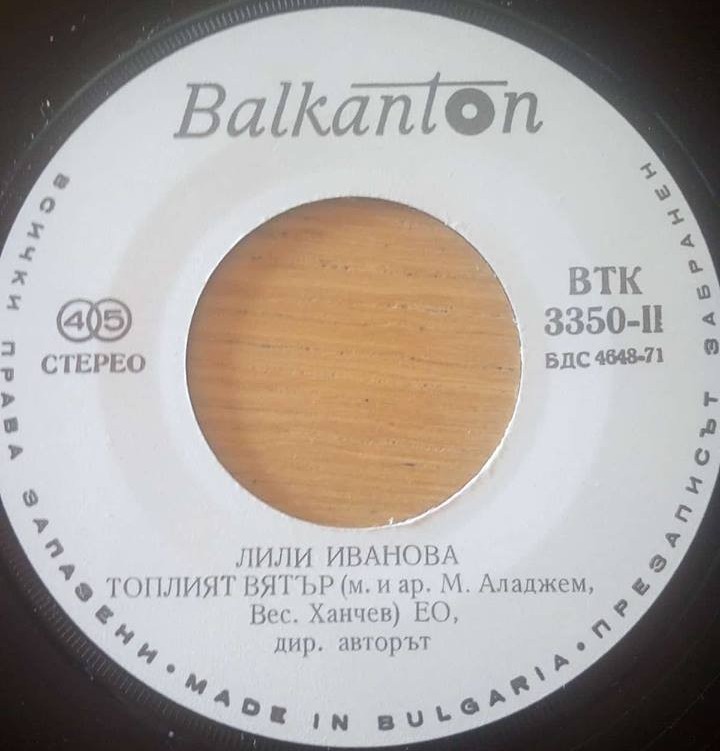 Balkanton
45
СТЕРЕО
ВТК
3350-II
БДС 4648-71
ЛИЛИ ИВАНОВА
ТОПЛИЯТ ВЯТЪР (м. и ар. М. Аладжем,
Вес. Ханчев) ЕО,
дир. авторът
ВСИЧКИ ПРАВА ЗАПАЗЕНИ • MADE IN BULGARIA • ПРЕЗАПИСЪТ ЗАБРАНЕН